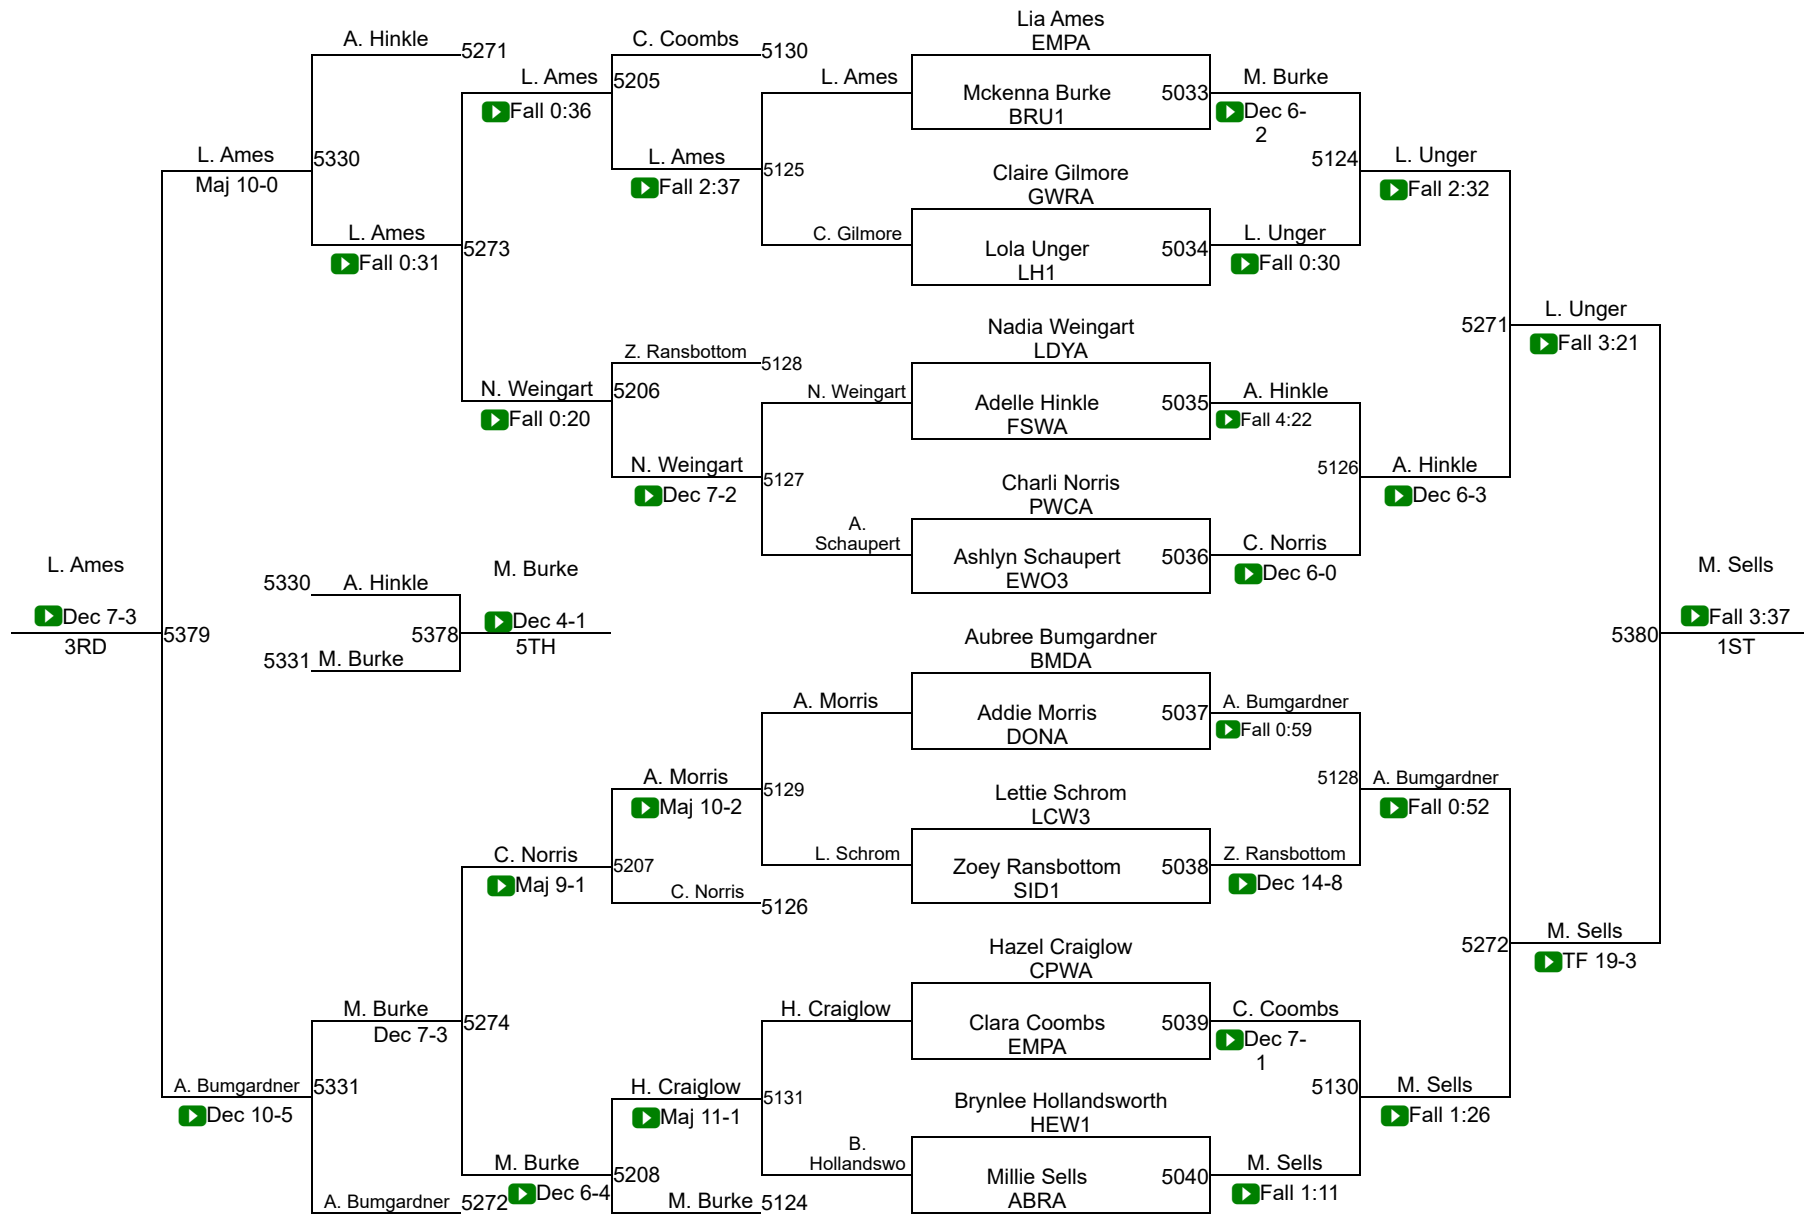 Lia Ames
EMPA
A. Hinkle
5271
C. Coombs
5130
L. Ames
Fall 0:36
5205
L. Ames
Mckenna Burke
BRU1
5033
M. Burke
Dec 6-
2
L. Ames
Maj 10-0
5330
L. Ames
Fall 2:37
5125
Claire Gilmore
GWRA
5124
L. Unger
Fall 2:32
L. Ames
Fall 0:31
5273
C. Gilmore
Lola Unger
LH1
5034
L. Unger
Fall 0:30
Nadia Weingart
LDYA
5271
L. Unger
Fall 3:21
Z. Ransbottom
5128
N. Weingart
Fall 0:20
5206
N. Weingart
Adelle Hinkle
FSWA
5035
A. Hinkle
Fall 4:22
N. Weingart
Dec 7-2
5127
Charli Norris
PWCA
5126
A. Hinkle
Dec 6-3
A.
Schaupert
Ashlyn Schaupert
EWO3
5036
C. Norris
Dec 6-0
L. Ames
Dec 7-3
3RD
5379
5330
A. Hinkle
5331
M. Burke
5378
M. Burke
Dec 4-1
5TH
5380
M. Sells
Fall 3:37
1ST
Aubree Bumgardner
BMDA
A. Morris
Addie Morris
DONA
5037
A. Bumgardner
Fall 0:59
A. Morris
Maj 10-2
5129
Lettie Schrom
LCW3
5128
A. Bumgardner
Fall 0:52
C. Norris
Maj 9-1
5207
L. Schrom
Zoey Ransbottom
SID1
5038
Z. Ransbottom
Dec 14-8
C. Norris
5126
Hazel Craiglow
CPWA
5272
M. Sells
TF 19-3
M. Burke
Dec 7-3
5274
H. Craiglow
Clara Coombs
EMPA
5039
C. Coombs
Dec 7-
1
A. Bumgardner
Dec 10-5
5331
H. Craiglow
Maj 11-1
5131
Brynlee Hollandsworth
HEW1
5130
M. Sells
Fall 1:26
M. Burke
Dec 6-4
5208
B.
Hollandswo
Millie Sells
ABRA
5040
M. Sells
Fall 1:11
A. Bumgardner
5272
M. Burke
5124